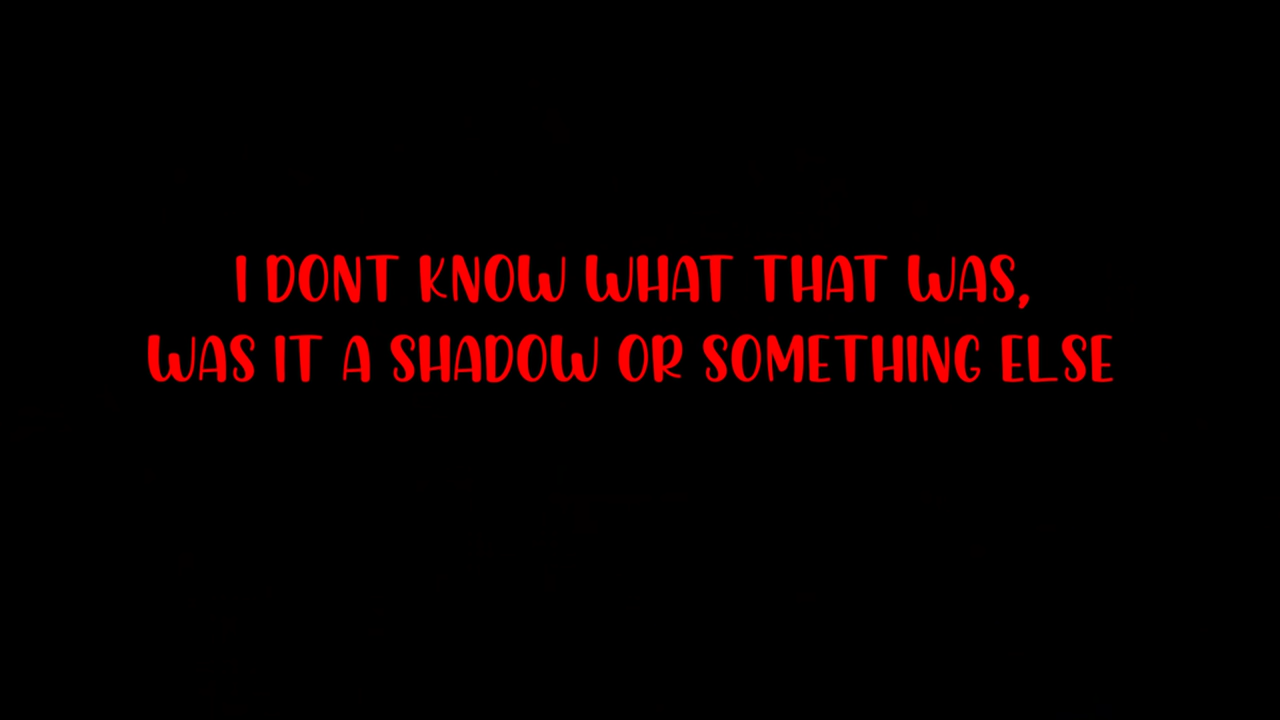 I DONT KNOW WHAT THAT WAS,
WAS IT A SHADOW OR SOMETHING ELSE